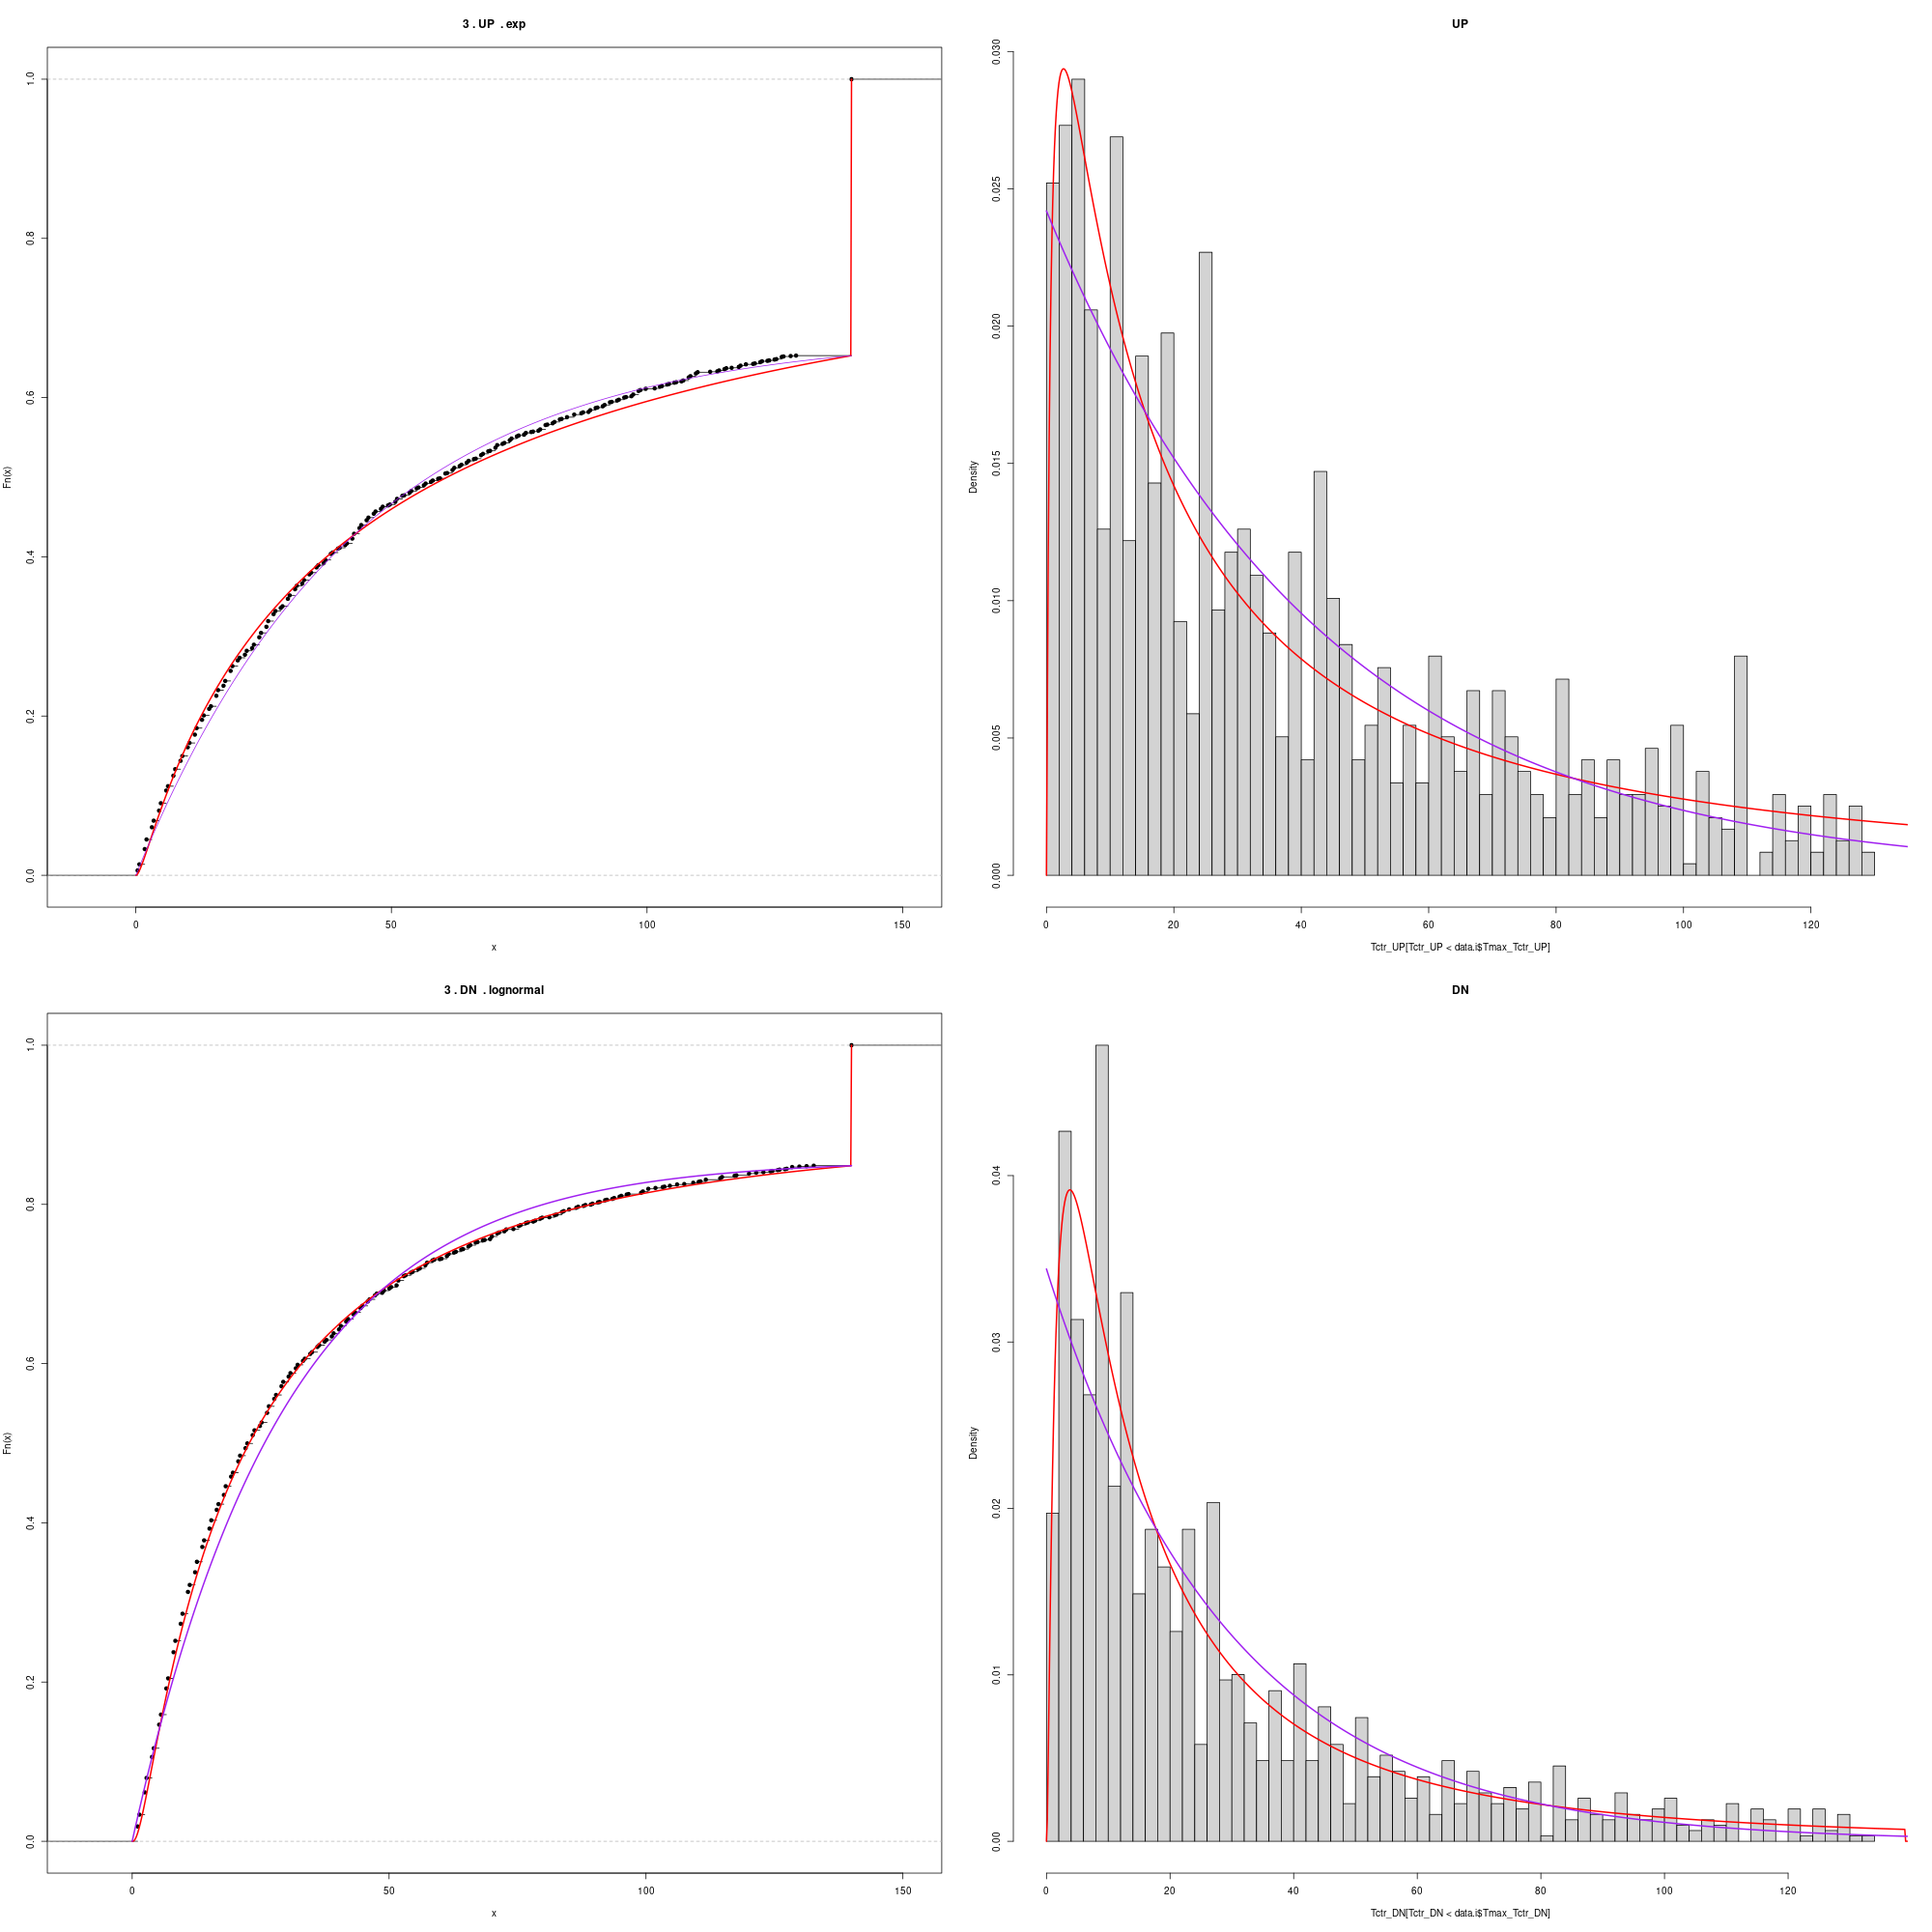 3 . UP . exp
Fn(x)
0.0 0.2 0.4 0.6 0.8 1.0
0 50 100 150
x
UP
Density
0.000 0.005 0.010 0.015 0.020 0.025 0.030
0 20 40 60 80 100 120
Tctr_UP[Tctr_UP < data.i$Tmax_Tctr_UP]
3 . DN . lognormal
Fn(x)
0.0 0.2 0.4 0.6 0.8 1.0
0 50 100 150
x
DN
Density
0.00 0.01 0.02 0.03 0.04
0 20 40 60 80 100 120
Tctr_DN[Tctr_DN < data.i$Tmax_Tctr_DN]